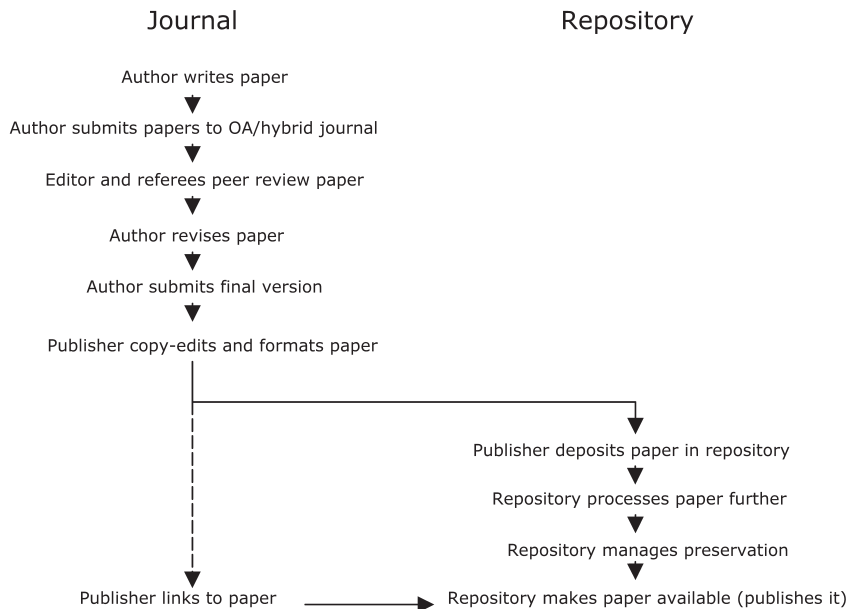 Journal
Repository
Author writes paper
Author submits papers to OA/hybrid journal
Editor and referees peer review paper
Author revises paper
Author submits final version
Publisher copy-edits and formats paper
Publisher deposits paper in repository
Repository processes paper further
Repository manages preservation
Publisher links to paper
Repository makes paper available (publishes it)